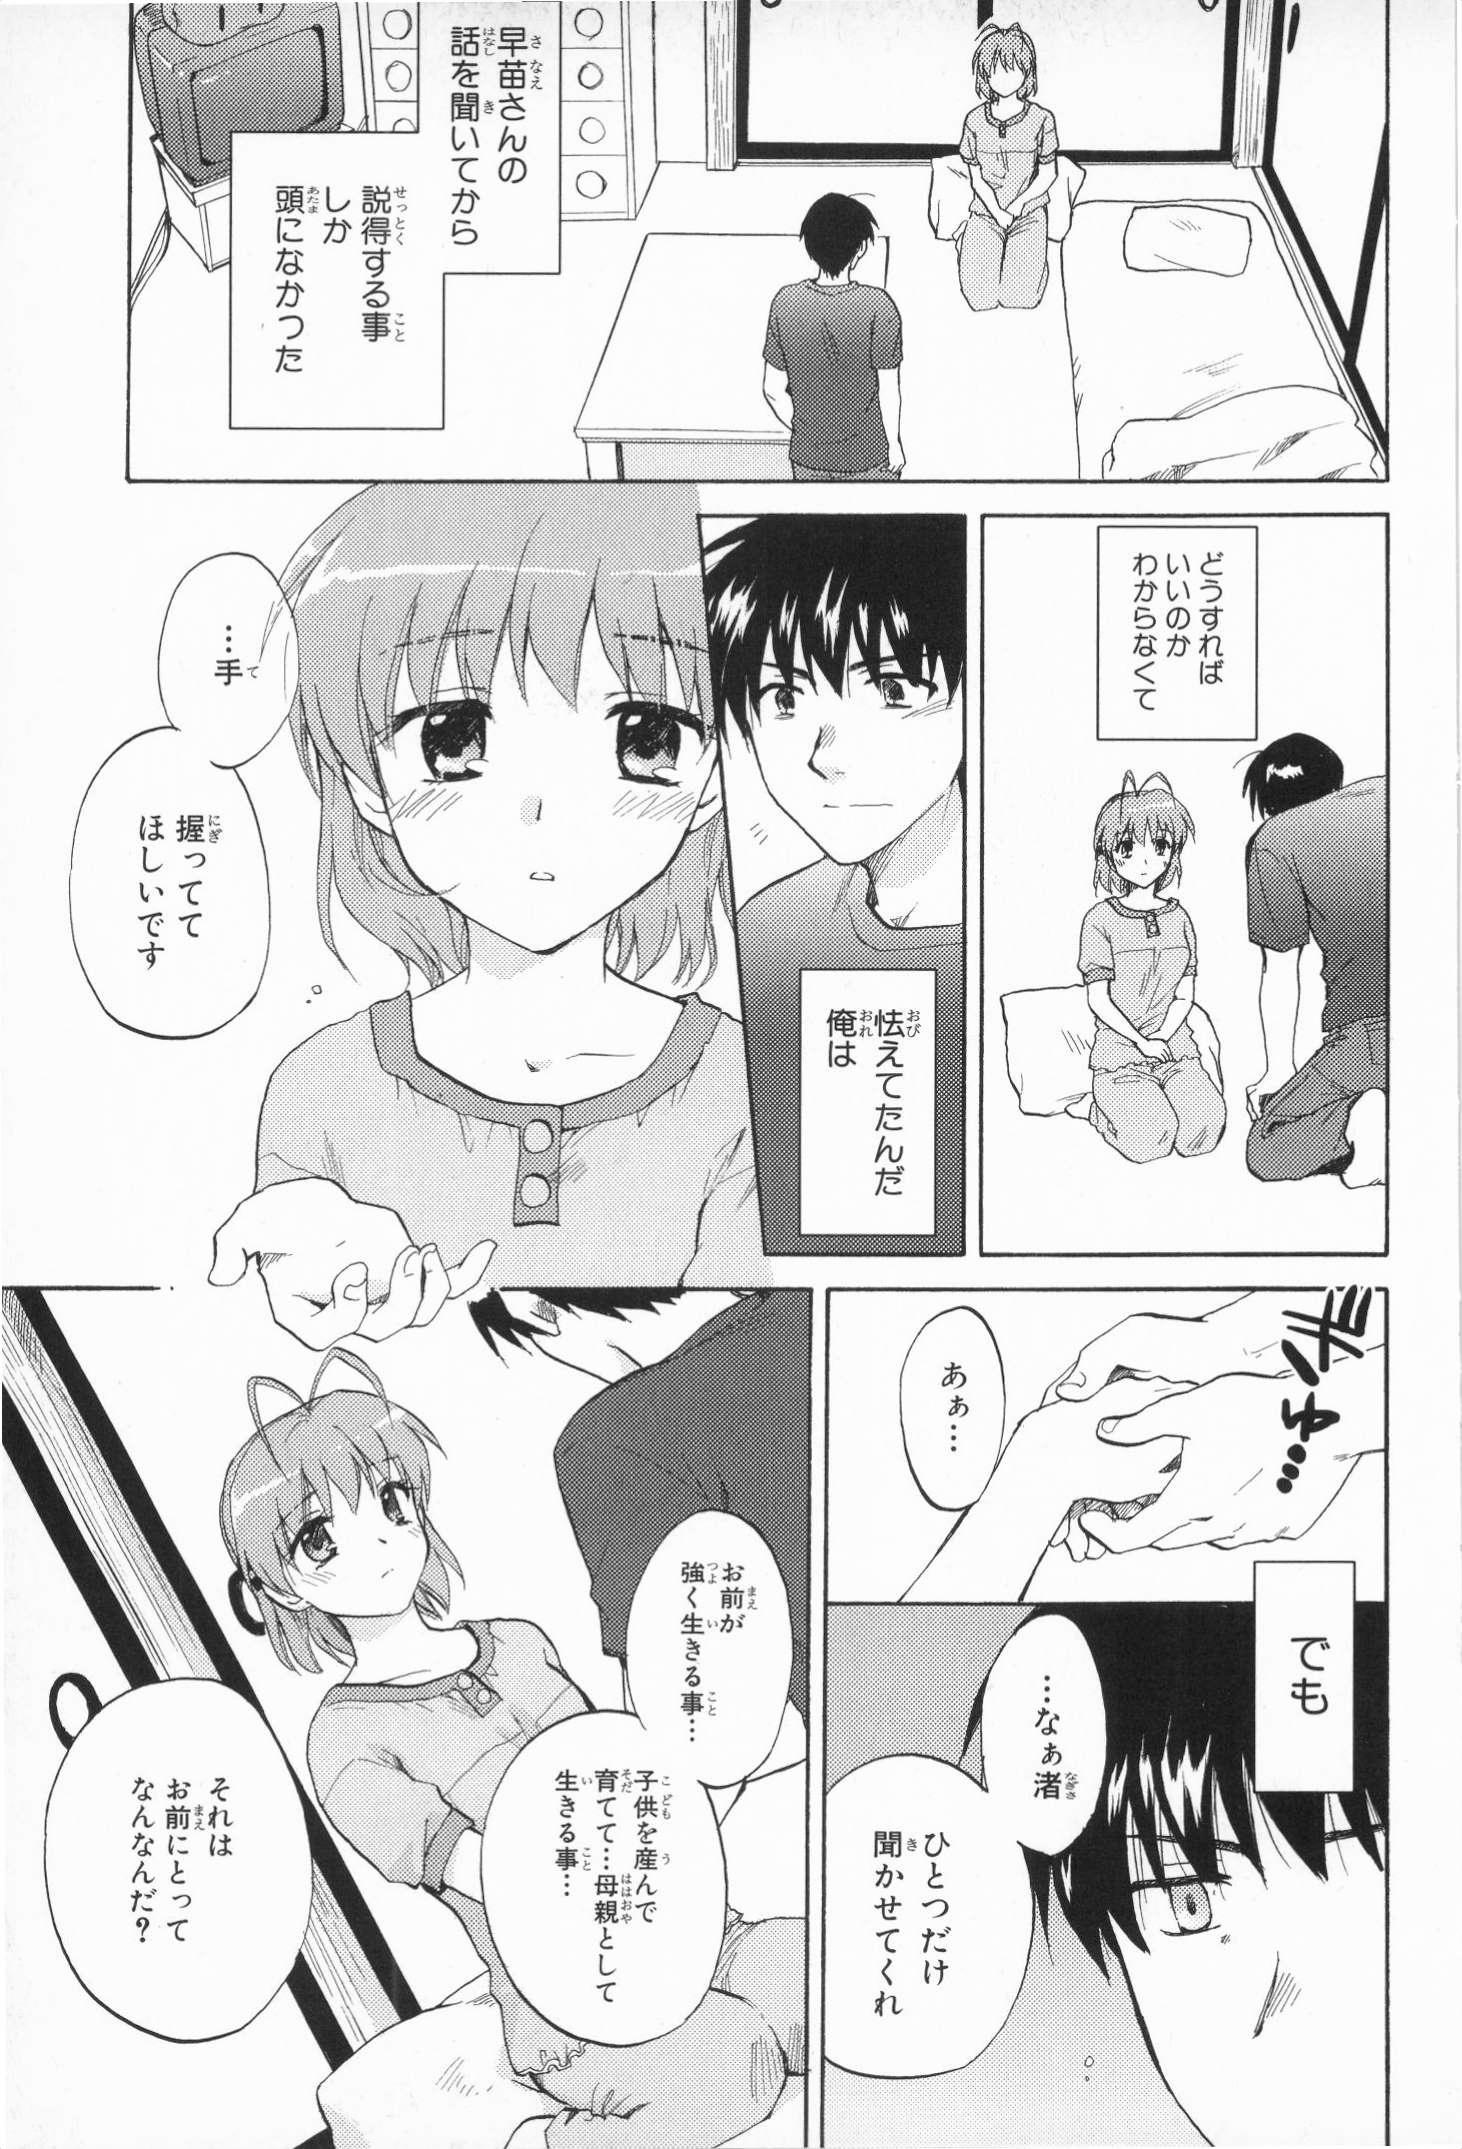 早苗さんの
話を聞いてから
説得する事
しか
頭になかった
どうすれば
いいのか
わからなくて
怯えてたんだ
俺は
…手
握ってて
ほしいです
ギュ…
あぁ…
でも
…なぁ渚
ひとつだけ
聞かせてくれ
お前が
強く生きる事…
子供を産んで
育てて…母親として
生きる事…
それは
お前にとって
なんなんだ？